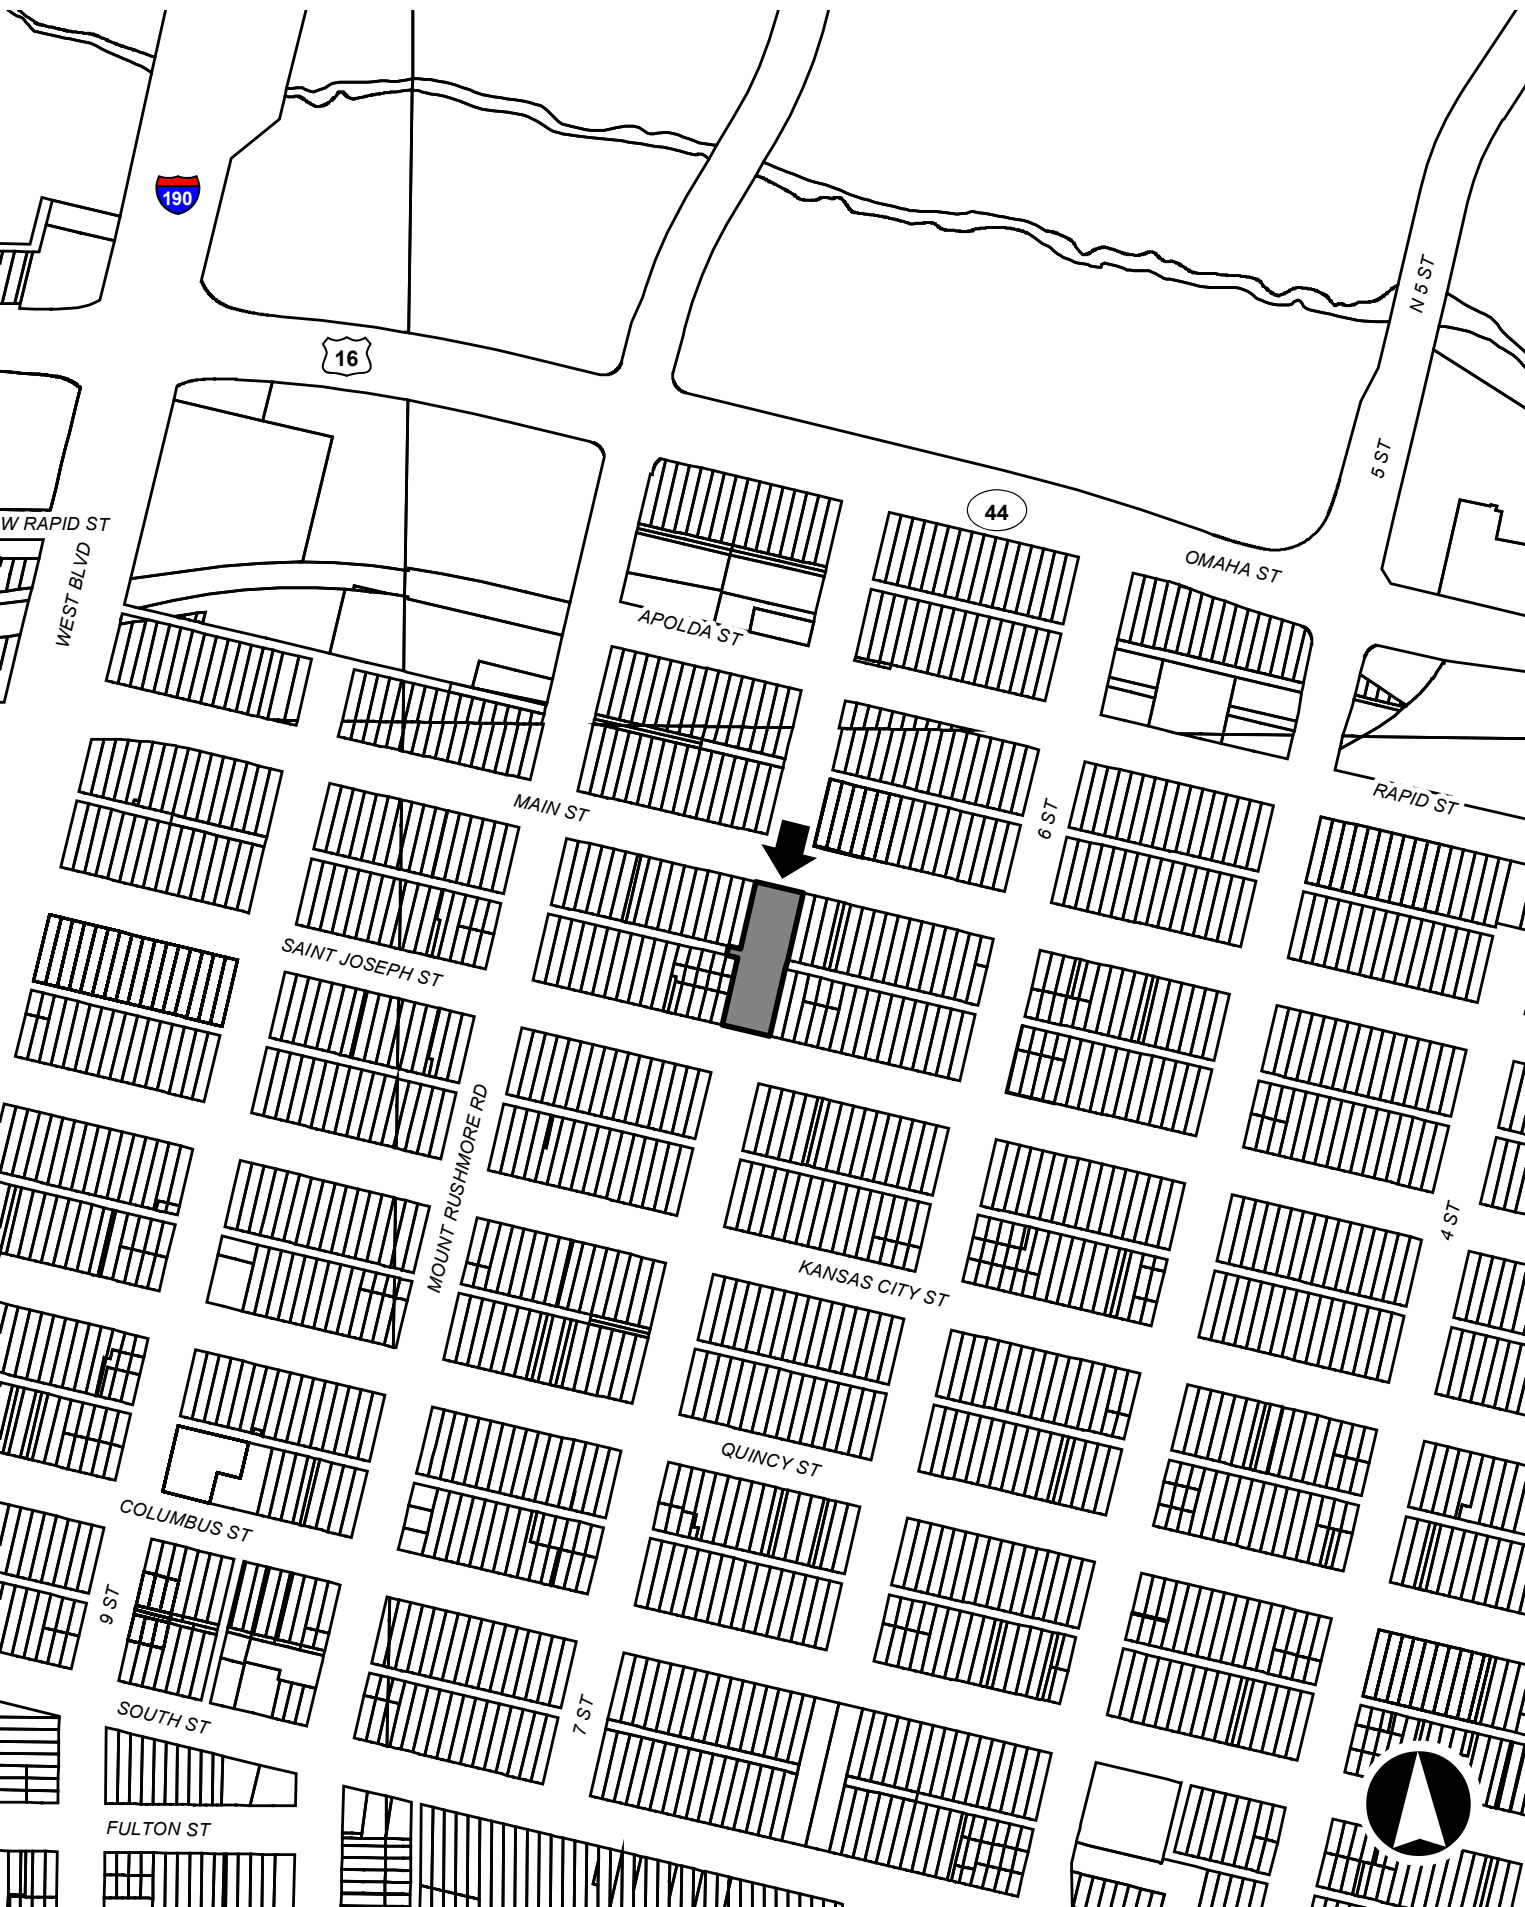 190
N 5 ST
16
5 ST
44
W RAPID ST
OMAHA ST
WEST BLVD
APOLDA ST
RAPID ST
MAIN ST
6 ST
SAINT JOSEPH ST
MOUNT RUSHMORE RD
4 ST
KANSAS CITY ST
QUINCY ST
COLUMBUS ST
9 ST
SOUTH ST
7 ST
FULTON ST